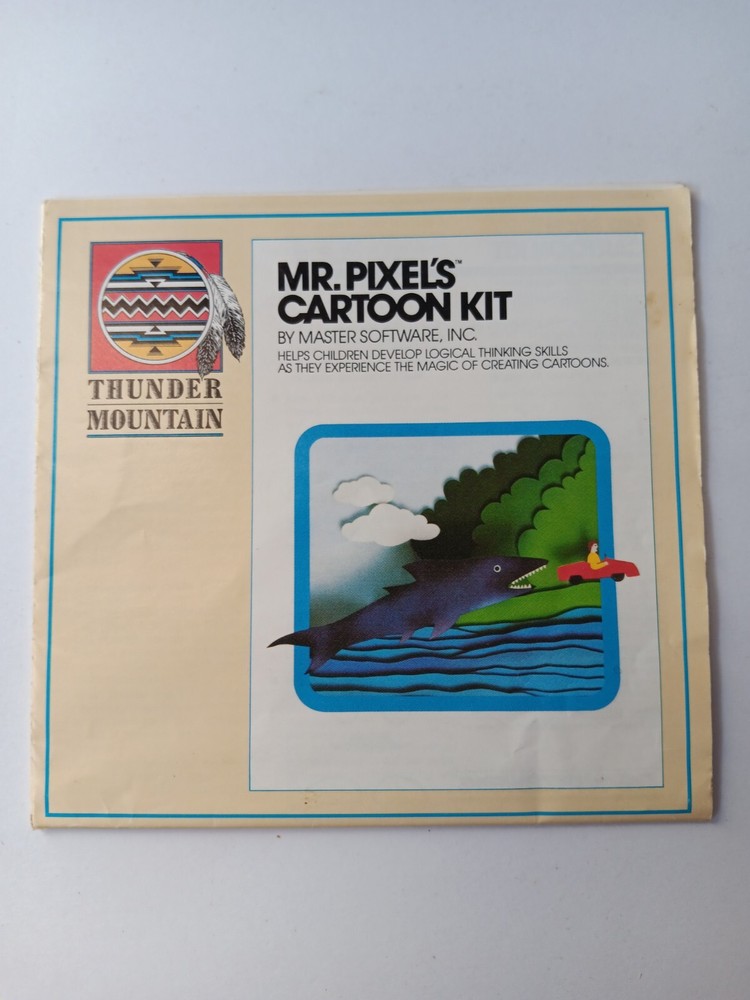 THUNDER
MOUNTAIN
MR. PIXEL'S™
CARTOON KIT
BY MASTER SOFTWARE, INC.
HELPS CHILDREN DEVELOP LOGICAL THINKING SKILLS
AS THEY EXPERIENCE THE MAGIC OF CREATING CARTOONS.